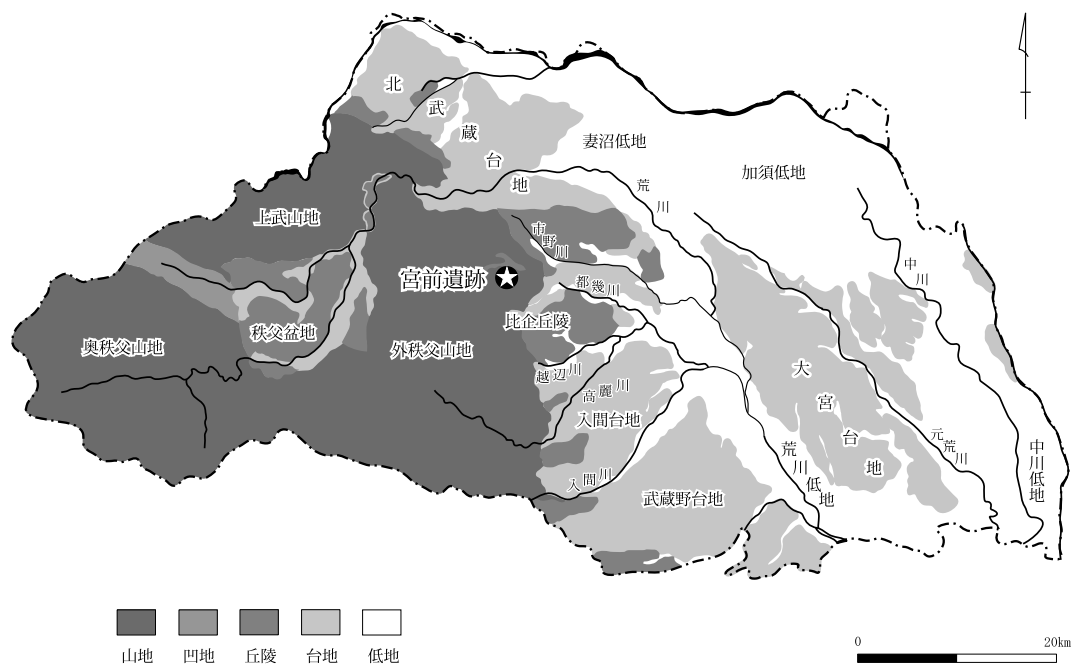 北武蔵台地
妻沼低地
加須低地
荒川
上武山地
市野川
中川
宮前遺跡
都幾川
比企丘陵
秩父盆地
奥秩父山地
外秩父山地
越辺川
高麗川
大宮台地
入間台地
元荒川
荒川低地
中川低地
入間川
武蔵野台地
山地
凹地
丘陵
台地
低地
0
20km